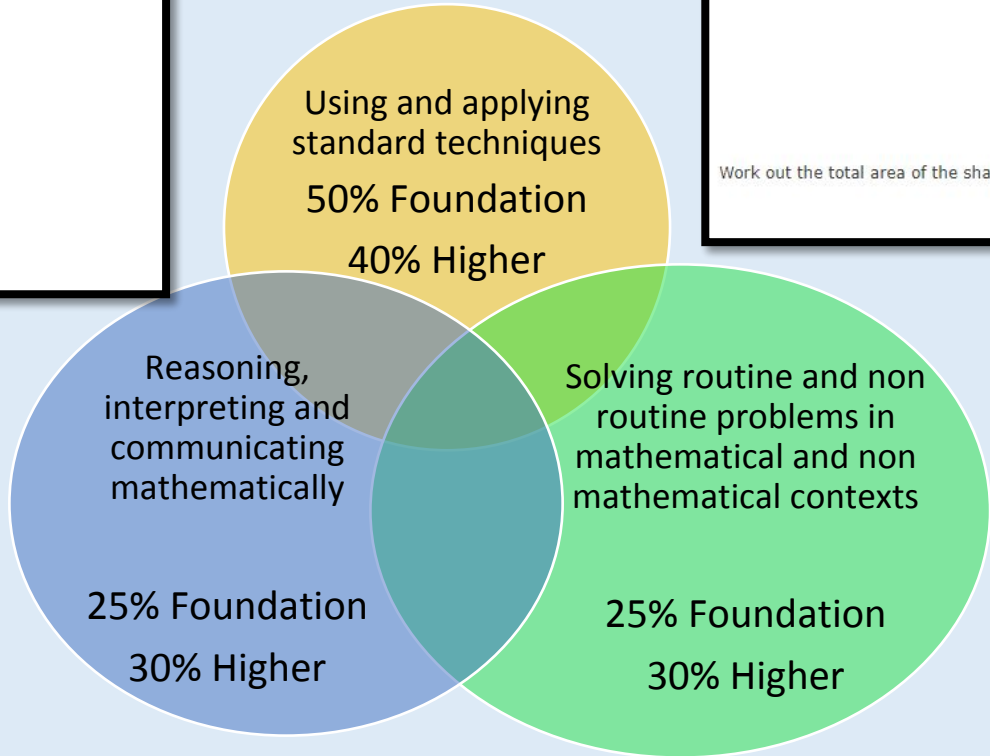 Using and applying
standard techniques
50% Foundation
40% Higher
Work out the total area of the
Reasoning,
interpreting and
communicating
mathematically
25% Foundation
30% Higher
Solving routine and non
routine problems in
mathematical and non
mathematical contexts
25% Foundation
30% Higher